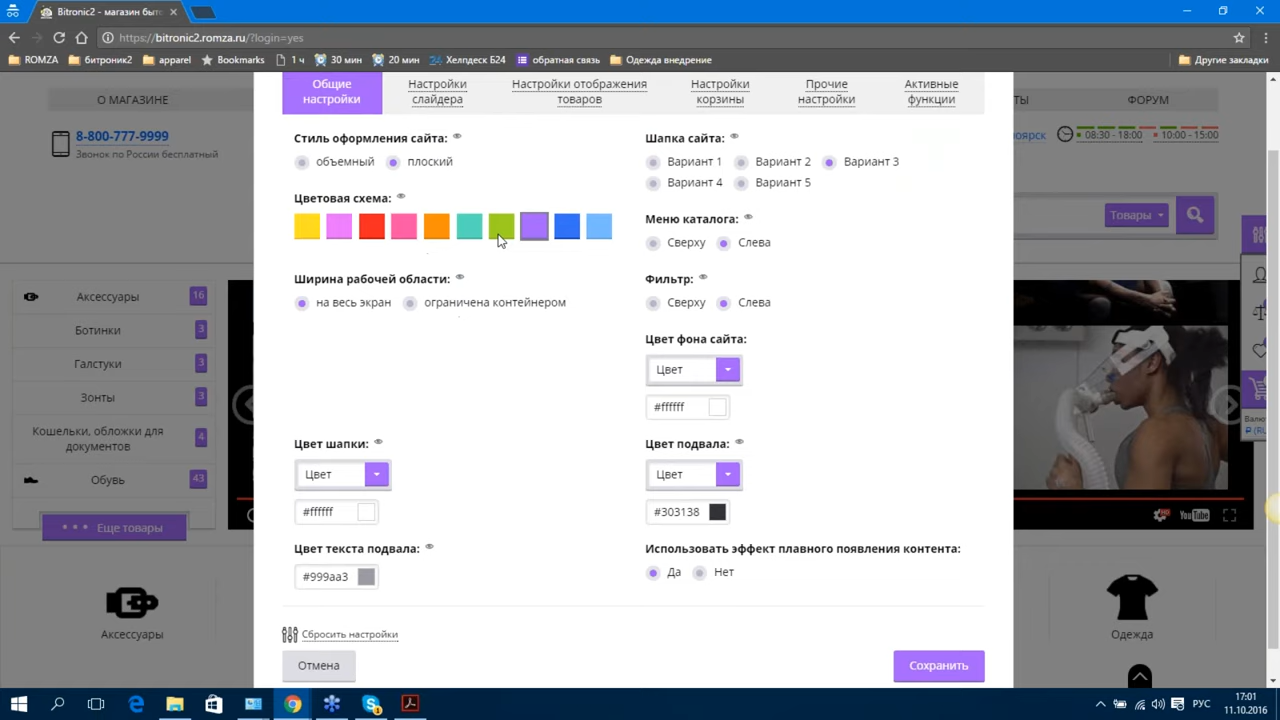 Bitronic2 - магазин быто
https://bitronic2.romza.ru/?login=yes
ROMZA
битроник2
apparel
Bookmarks
1 ч
30 мин
20 мин
Хелпдеск Б24
обратная связь
Одежда внедрение
Другие закладки
О МАГАЗИНЕ
ФОРУМ
8-800-777-9999
Звонок по России бесплатный
08:30 - 18:00
10:00 - 15:00
Товары
Общие
настройки
Настройки
слайдера
Настройки отображения
товаров
Настройки
корзины
Прочие
настройки
Активные
функции
Стиль оформления сайта:
объемный
плоский
Цветовая схема:
Ширина рабочей области:
на весь экран
ограничена контейнером
Шапка сайта:
Вариант 1
Вариант 2
Вариант 3
Вариант 4
Вариант 5
Меню каталога:
Сверху
Слева
Фильтр:
Сверху
Слева
Цвет фона сайта:
Цвет
#ffffff
Цвет шапки:
Цвет
#ffffff
Цвет подвала:
Цвет
#303138
Цвет текста подвала:
#999aa3
Использовать эффект плавного появления контента:
Да
Нет
Сбросить настройки
Отмена
Сохранить
Аксессуары
16
Ботинки
3
Галстуки
3
Зонты
3
Кошельки, обложки для
документов
4
Обувь
43
Еще товары
Аксессуары
Одежда
YouTube
РУС
17:01
11.10.2016